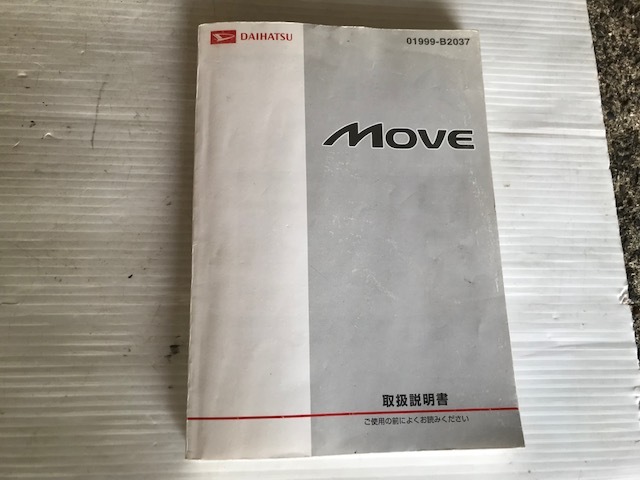 DAIHATSU
01999-B2037
MOVE
取扱説明書
ご使用の前によくお読みください